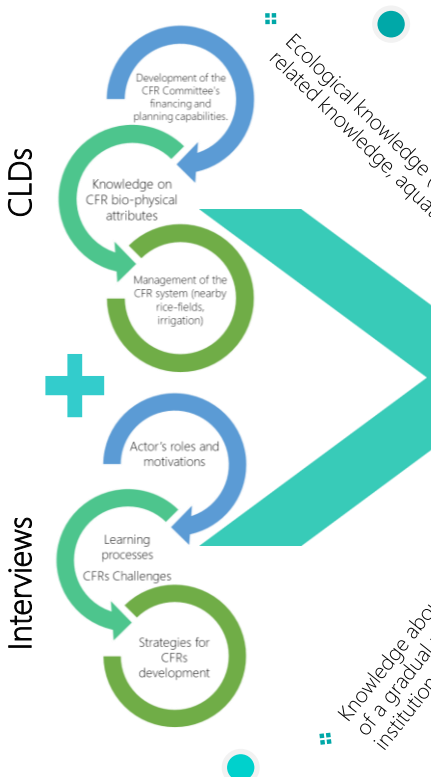 CLDs
Development of the
CFR Committee's
financing and
planning capabilities.
Knowledge on
CFR bio-physical
attributes
Management of the
CFR system (nearby
rice-fields,
irrigation)
Interviews
Actor's roles and
motivations
Learning
processes
CFRs Challenges
Strategies for
CFRs
development
Ecological knowledge (
related knowledge, aquat
Knowledge abou
of a gradual
institution